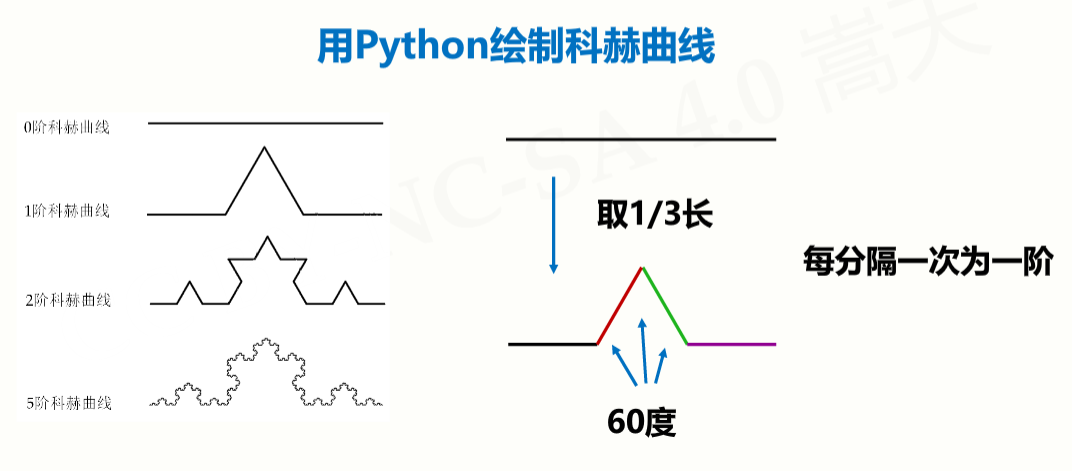 用Python绘制科赫曲线
NC-SA 4.0 嵩天
0阶科赫曲线
1阶科赫曲线
2阶科赫曲线
5阶科赫曲线
取1/3长
每分隔一次为一阶
60度